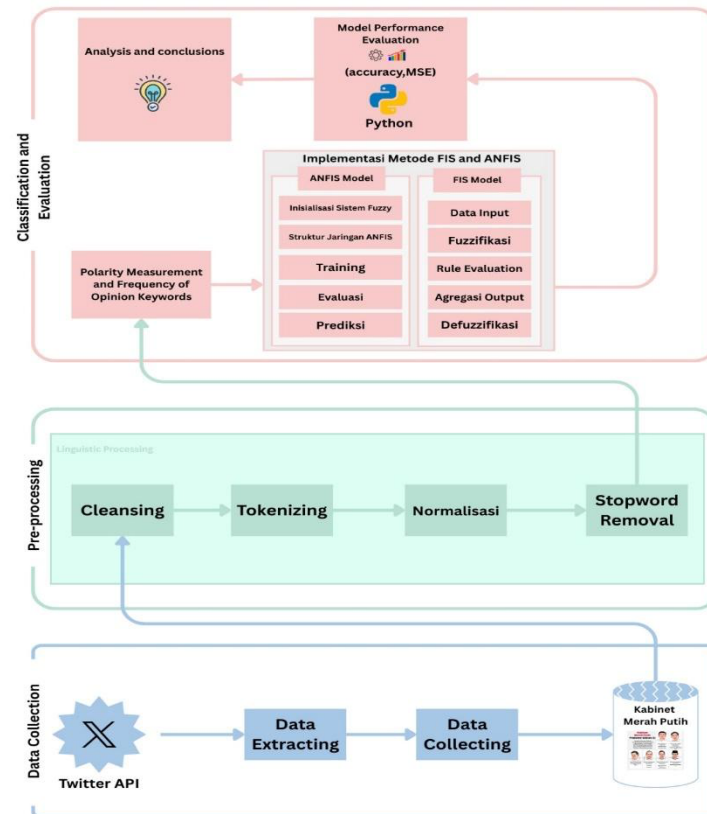 Classification and
Evaluation
Analysis and conclusions
Model Performance
Evaluation
(accuracy,MSE)
Python
Implementasi Metode FIS and ANFIS
ANFIS Model
Inisialisasi Sistem Fuzzy
Struktur Jaringan ANFIS
Training
Evaluasi
Prediksi
FIS Model
Data Input
Fuzzifikasi
Rule Evaluation
Agregasi Output
Defuzzifikasi
Polarity Measurement
and Frequency of
Opinion Keywords
Pre-processing
Linguistic Processing
Cleansing
Tokenizing
Normalisasi
Stopword
Removal
Data Collection
Twitter API
Data
Extracting
Data
Collecting
Kabinet
Merah Putih